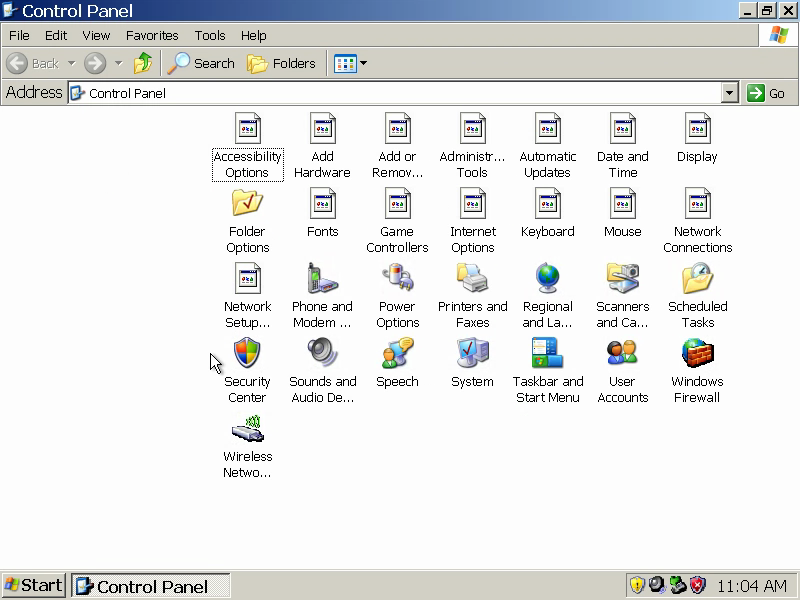 Control Panel
File Edit View Favorites Tools Help
Back Search Folders
Address Control Panel Go
Accessibility Options
Add Hardware
Add or Remov...
Administr... Tools
Automatic Updates
Date and Time
Display
Folder Options
Fonts
Game Controllers
Internet Options
Keyboard
Mouse
Network Connections
Network Setup...
Phone and Modem ...
Power Options
Printers and Faxes
Regional and La...
Scanners and Ca...
Scheduled Tasks
Security Center
Sounds and Audio De...
Speech
System
Taskbar and Start Menu
User Accounts
Windows Firewall
Wireless Netwo...
Start Control Panel 11:04 AM